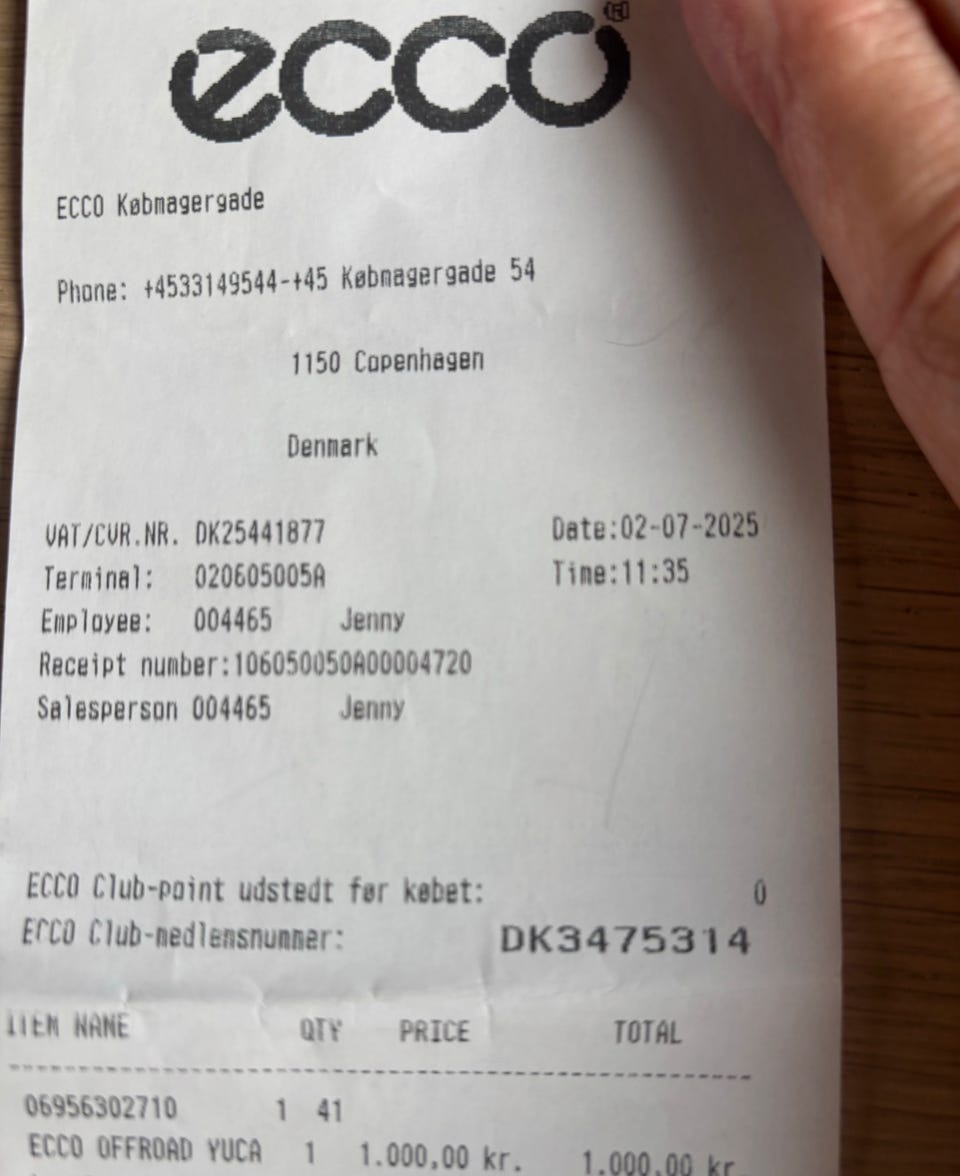 ecco
ECCO Købmagergade
Phone: +4533149544-+45 Købmagergade 54
1150 Copenhagen
Denmark
VAT/CVR.NR. DK25441877 Date:02-07-2025
Terminal: 020605005A Time:11:35
Employee: 004465 Jenny
Receipt number:106050050A00004720
Salesperson 004465 Jenny
ECCO Club-point udstedt før købet: 0
ECCO Club-medlemsnummer: DK3475314
ITEM NAME QTY PRICE TOTAL
06956302710 1 41
ECCO OFFROAD YUCA 1 1.000,00 kr. 1.000,00 kr.